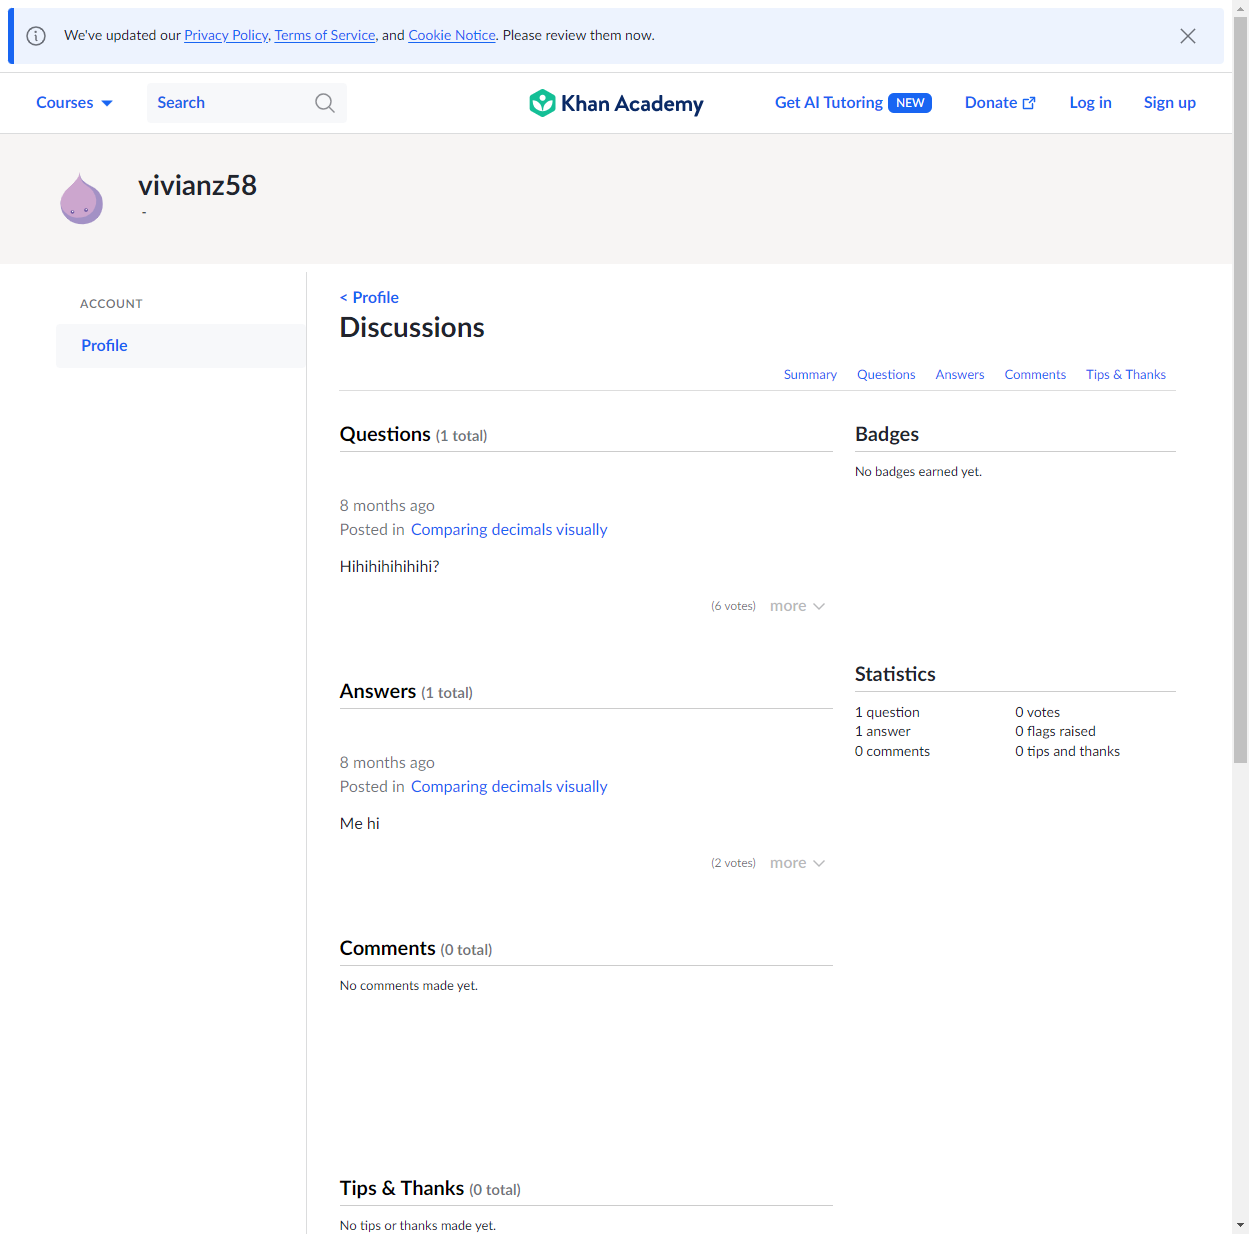 We've updated our Privacy Policy, Terms of Service, and Cookie Notice. Please review them now.
Courses
Search
Khan Academy
Get AI Tutoring NEW
Donate
Log in
Sign up
vivianz58
-
ACCOUNT
Profile
< Profile
Discussions
Summary
Questions
Answers
Comments
Tips & Thanks
Questions (1 total)
8 months ago
Posted in Comparing decimals visually
Hihihihihihihi?
(6 votes) more
Answers (1 total)
8 months ago
Posted in Comparing decimals visually
Me hi
(2 votes) more
Comments (0 total)
No comments made yet.
Tips & Thanks (0 total)
No tips or thanks made yet.
Badges
No badges earned yet.
Statistics
1 question 0 votes
1 answer 0 flags raised
0 comments 0 tips and thanks